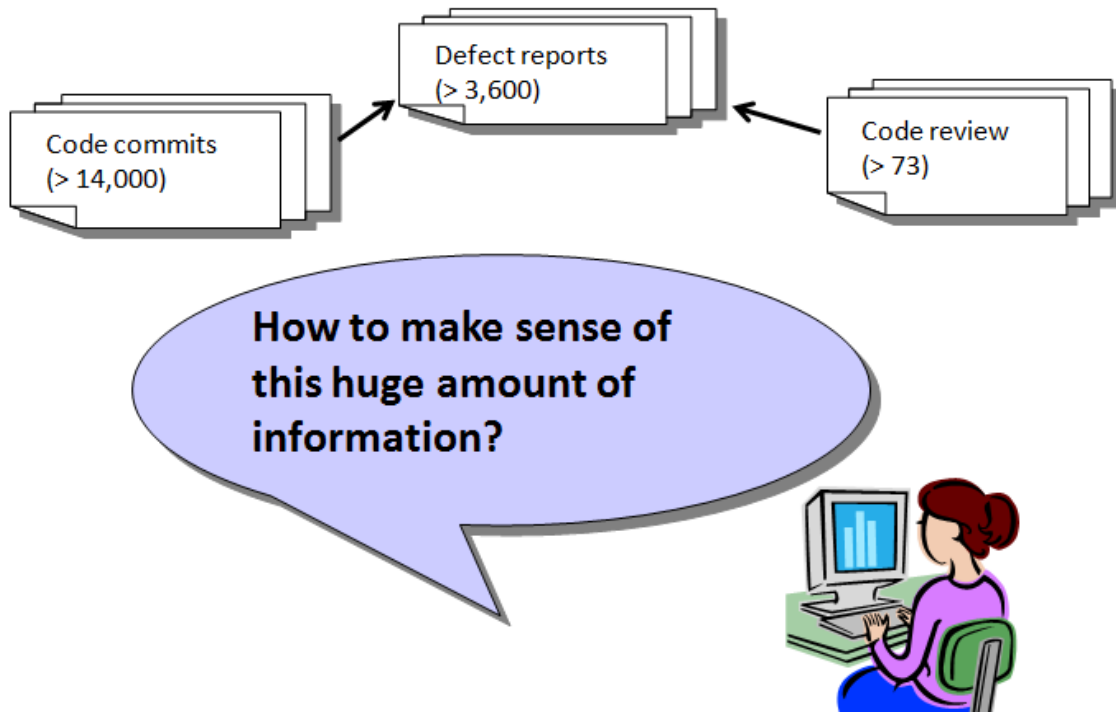 Defect reports
(> 3,600)
Code commits
(> 14,000)
Code review
(> 73)
How to make sense of
this huge amount of
information?